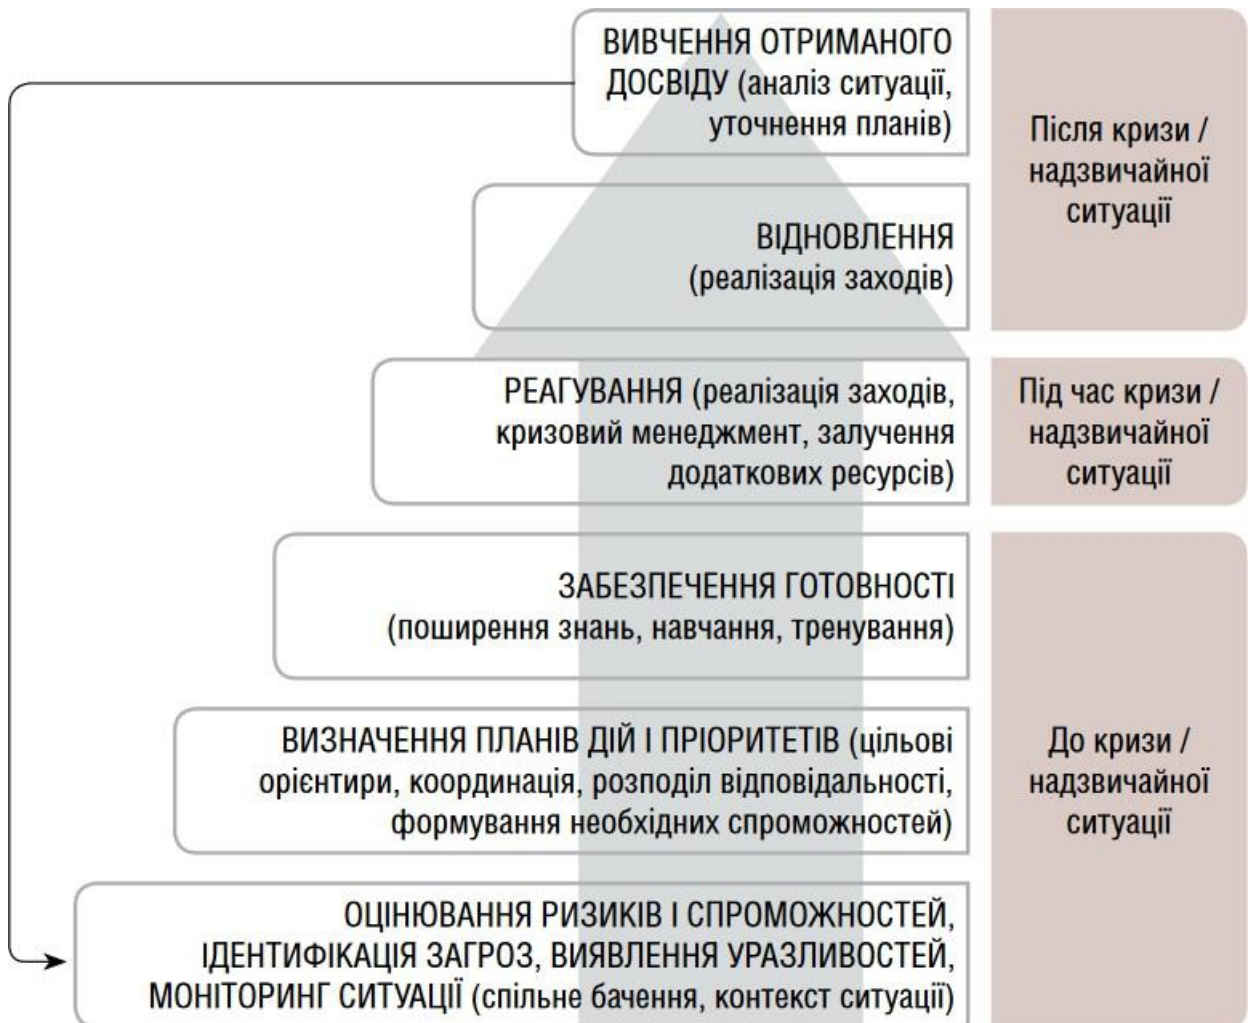 ВИВЧЕННЯ ОТРИМАНОГО
ДОСВІДУ (аналіз ситуації,
уточнення планів)
Після кризи /
надзвичайної
ситуації
ВІДНОВЛЕННЯ
(реалізація заходів)
РЕАГУВАННЯ (реалізація заходів,
кризовий менеджмент, залучення
додаткових ресурсів)
Під час кризи /
надзвичайної
ситуації
ЗАБЕЗПЕЧЕННЯ ГОТОВНОСТІ
(поширення знань, навчання, тренування)
ВИЗНАЧЕННЯ ПЛАНІВ ДІЙ І ПРІОРИТЕТІВ (цільові
орієнтири, координація, розподіл відповідальності,
формування необхідних спроможностей)
До кризи /
надзвичайної
ситуації
ОЦІНЮВАННЯ РИЗИКІВ І СПРОМОЖНОСТЕЙ,
ІДЕНТИФІКАЦІЯ ЗАГРОЗ, ВИЯВЛЕННЯ УРАЗЛИВОСТЕЙ,
МОНІТОРИНГ СИТУАЦІЇ (спільне бачення, контекст ситуації)